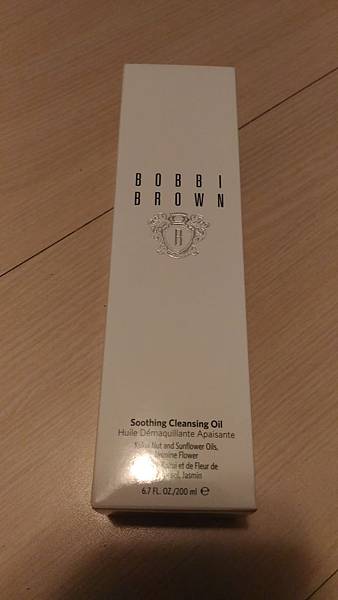 BOBBI
BROWN
B
Soothing Cleansing Oil
Huile Démaquillante Apaisante
Kukui Nut and Sunflower Oils,
Flower
et de Fleur de
Jasmin
6.7 FL. OZ./200 ml e